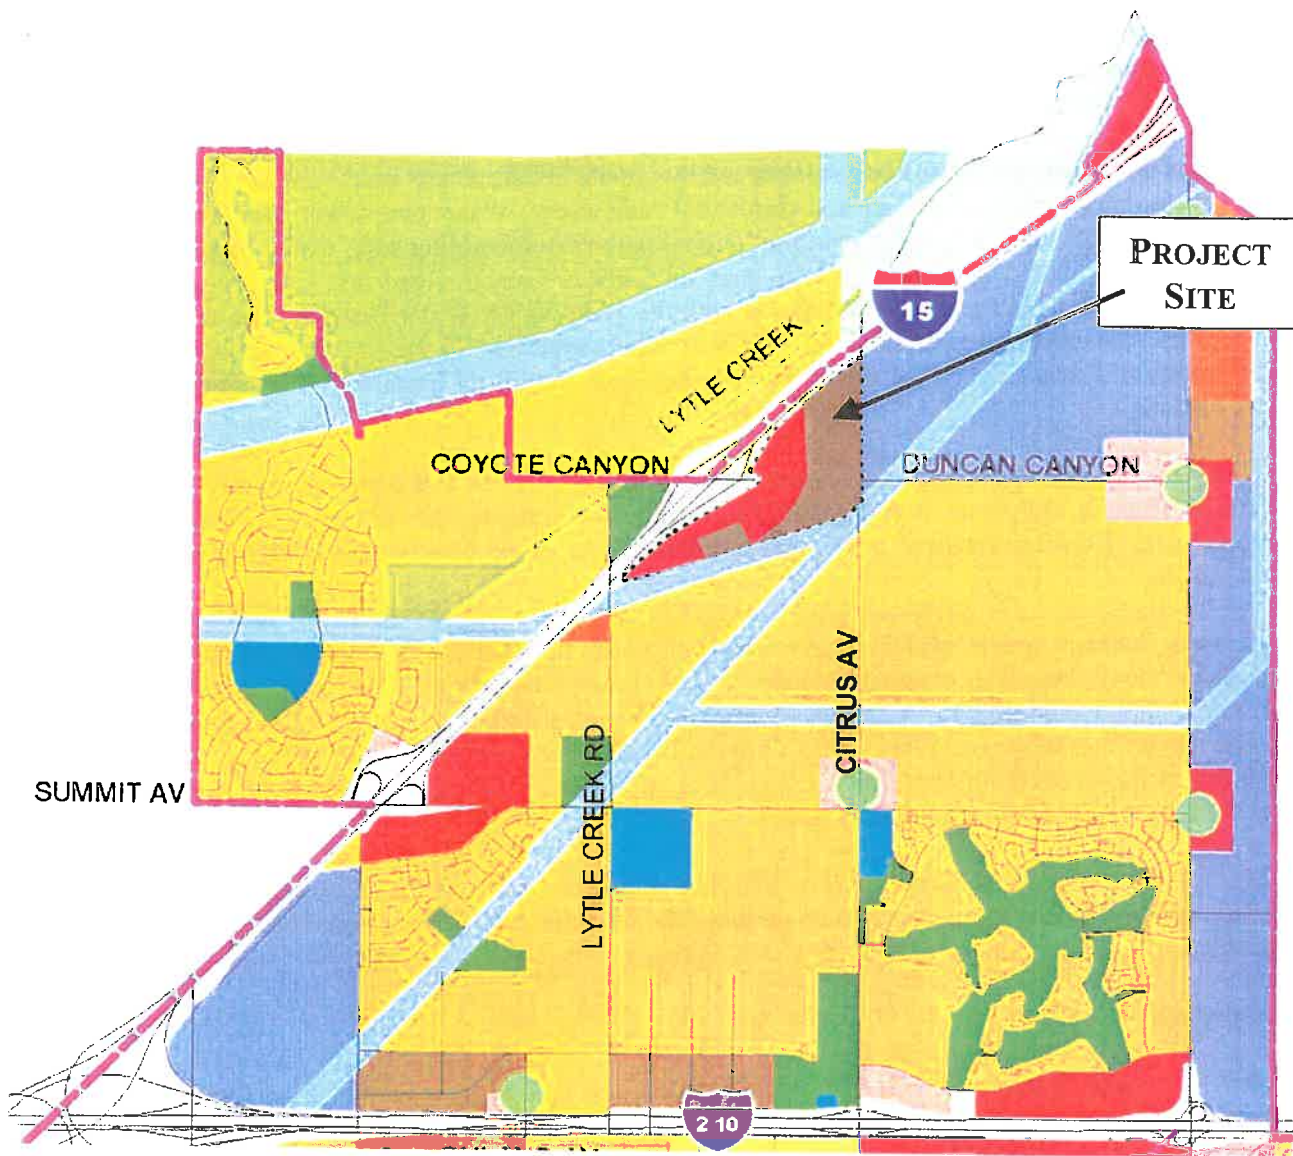 PROJECT
SITE
15
LYTLE CREEK
COYOTE CANYON
DUNCAN CANYON
CITRUS AV
LYTLE CREEK RD
SUMMIT AV
210